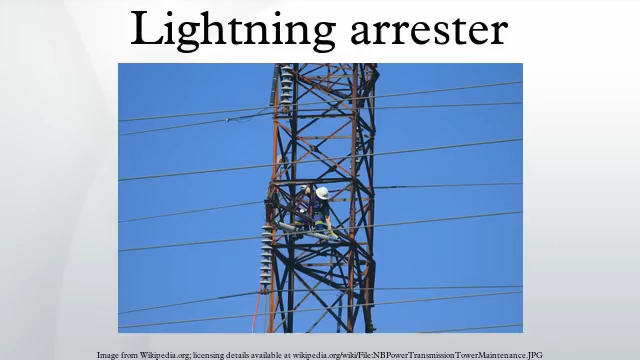 Lightning arrester
Image from Wikipedia.org; licensing details available at wikipedia.org/wiki/File:NBPowerTransmissionTowerMaintenance.JPG